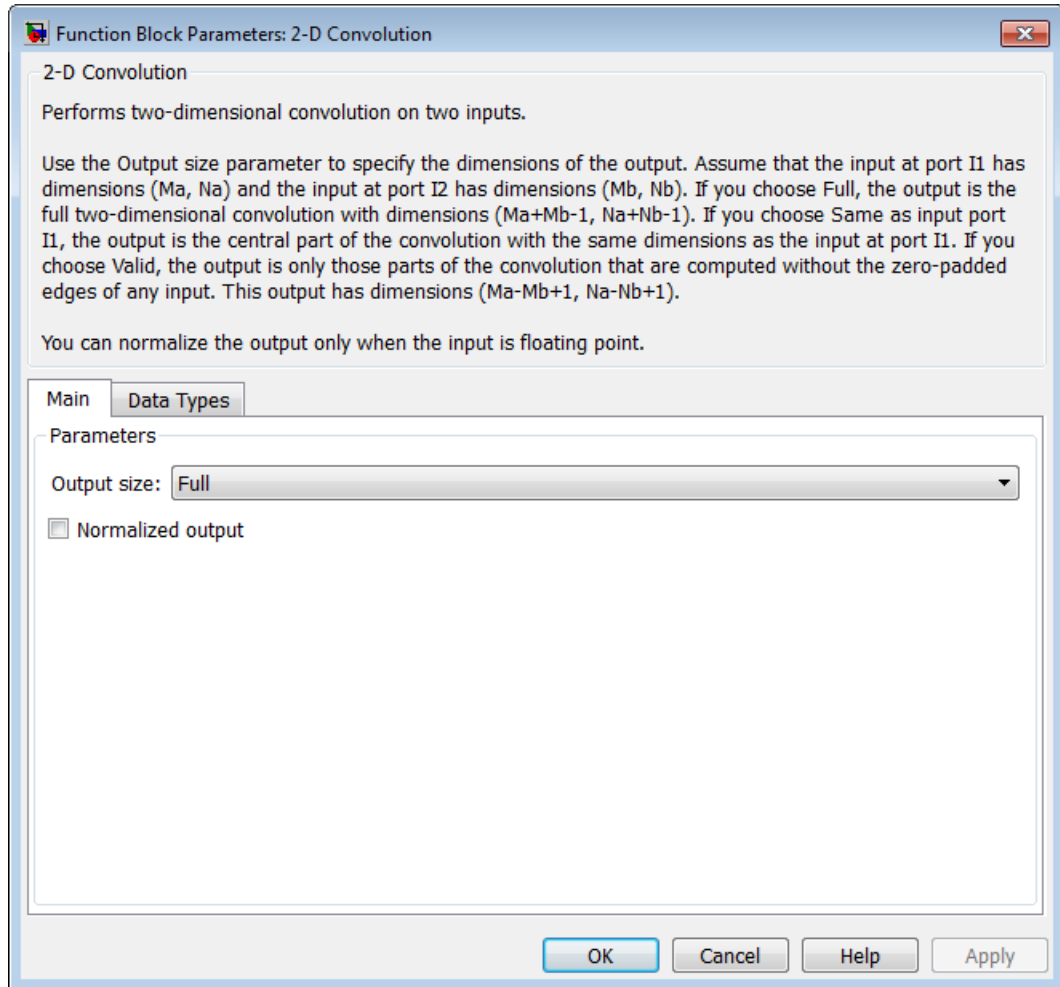 Function Block Parameters: 2-D Convolution
2-D Convolution
Performs two-dimensional convolution on two inputs.
Use the Output size parameter to specify the dimensions of the output. Assume that the input at port I1 has
dimensions (Ma, Na) and the input at port I2 has dimensions (Mb, Nb). If you choose Full, the output is the
full two-dimensional convolution with dimensions (Ma+Mb-1, Na+Nb-1). If you choose Same as input port
I1, the output is the central part of the convolution with the same dimensions as the input at port I1. If you
choose Valid, the output is only those parts of the convolution that are computed without the zero-padded
edges of any input. This output has dimensions (Ma-Mb+1, Na-Nb+1).
You can normalize the output only when the input is floating point.
Main Data Types
Parameters
Output size: Full
Normalized output
OK Cancel Help Apply